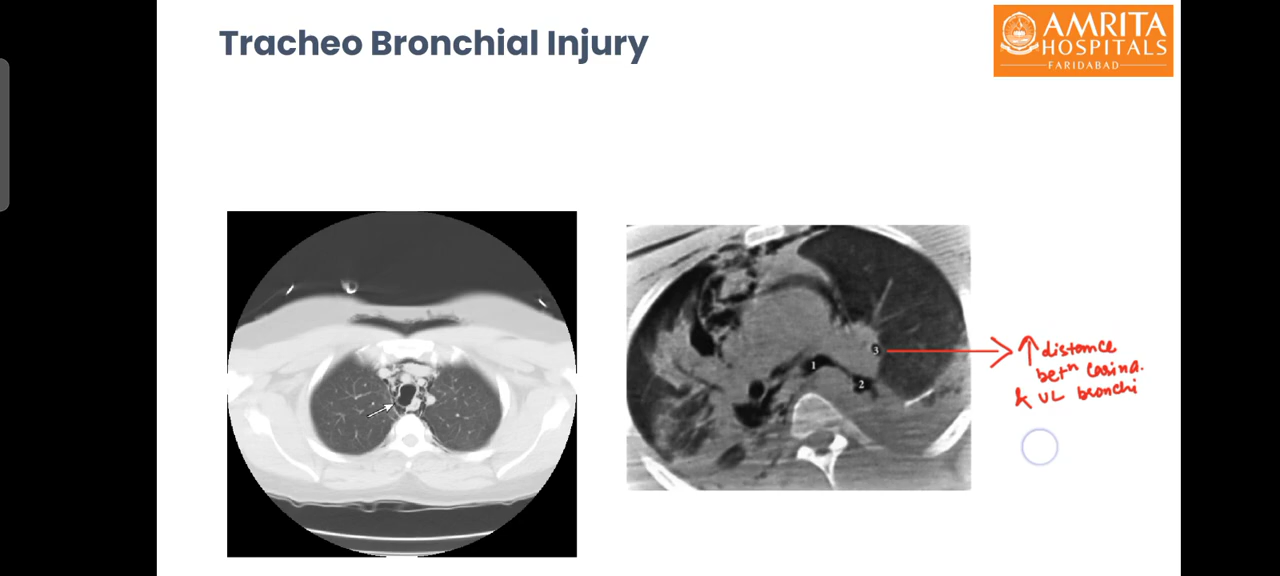 Tracheo Bronchial Injury
AMRITA
HOSPITALS
FARIDABAD
1
2
3
↑ distance
betⁿ carina.
& UL bronchi